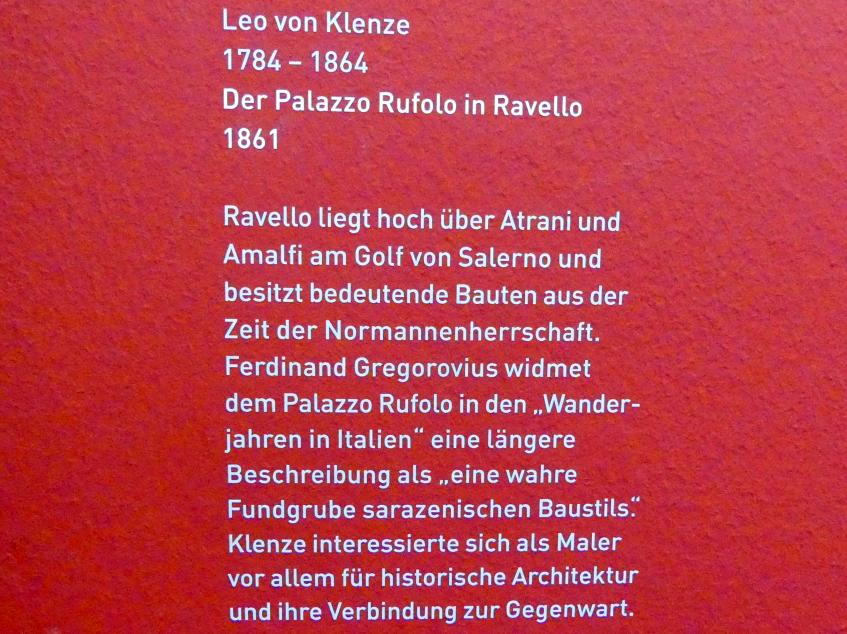 Leo von Klenze
1784 – 1864
Der Palazzo Rufolo in Ravello
1861
Ravello liegt hoch über Atrani und
Amalfi am Golf von Salerno und
besitzt bedeutende Bauten aus der
Zeit der Normannenherrschaft.
Ferdinand Gregorovius widmet
dem Palazzo Rufolo in den „Wander-
jahren in Italien“ eine längere
Beschreibung als „eine wahre
Fundgrube sarazenischen Baustils.“
Klenze interessierte sich als Maler
vor allem für historische Architektur
und ihre Verbindung zur Gegenwart.